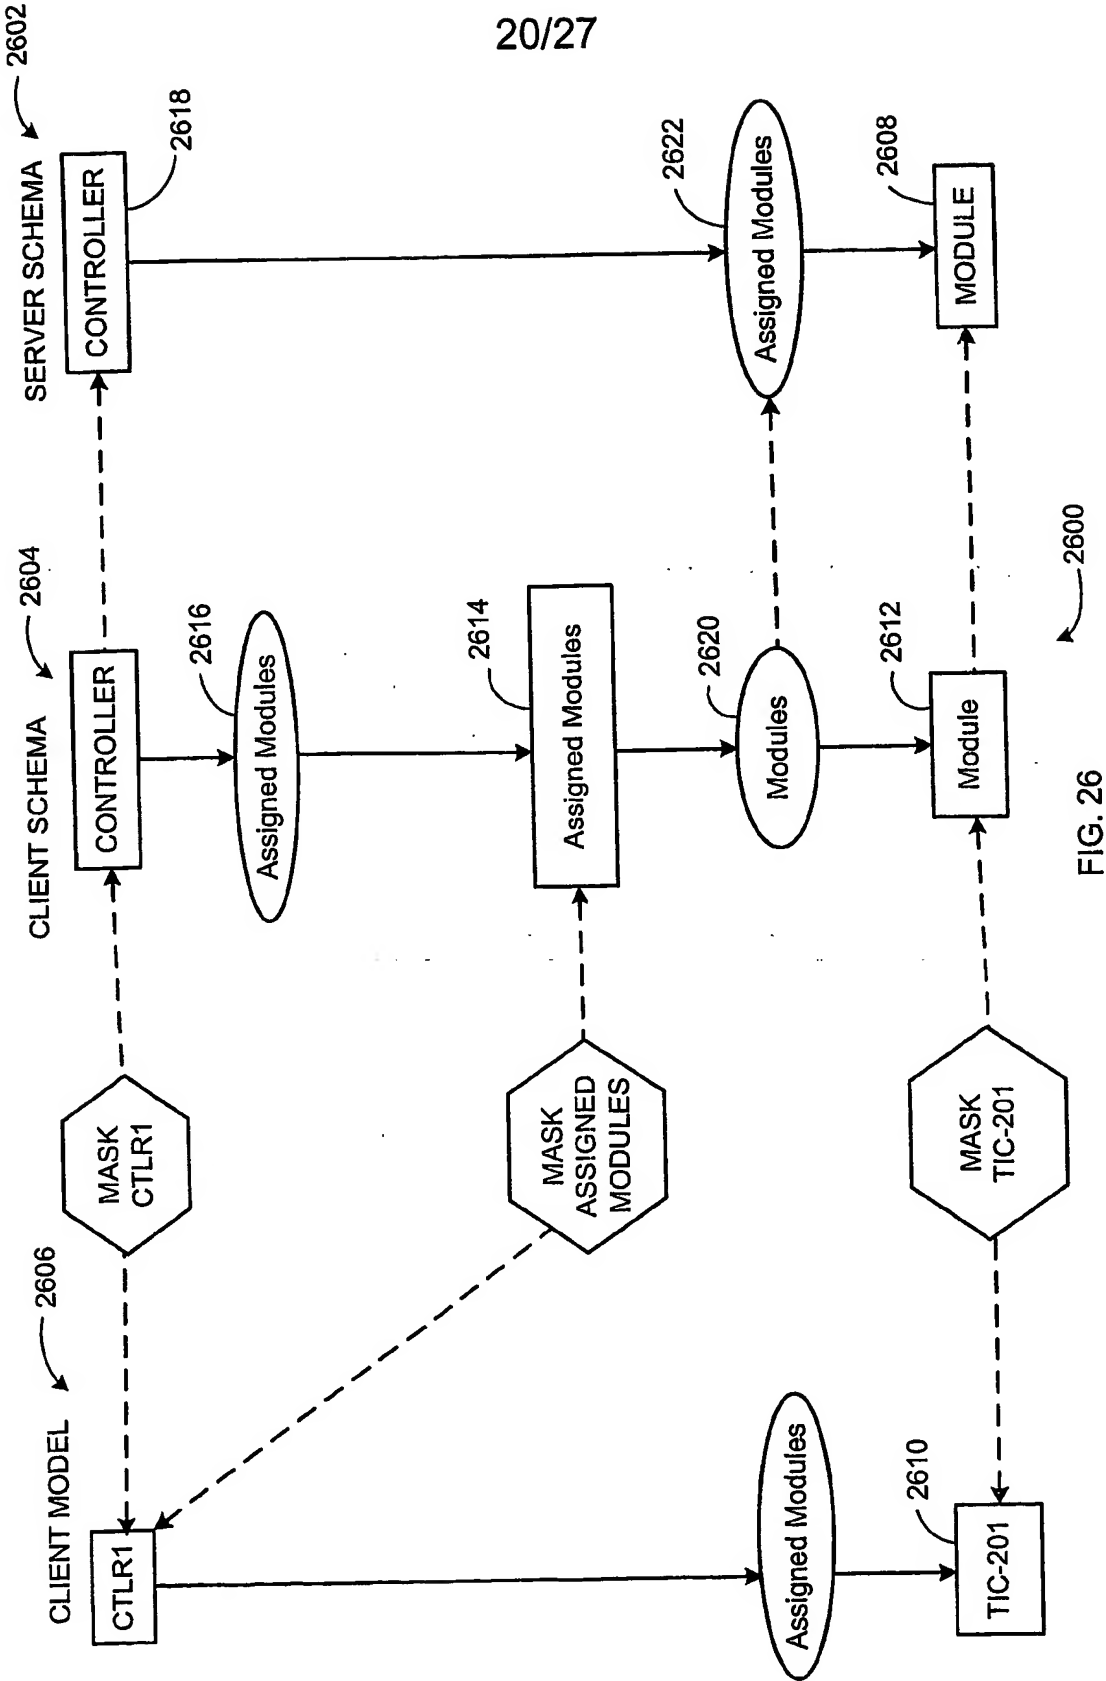 20/27
CLIENT MODEL
2606
CLIENT SCHEMA
2604
SERVER SCHEMA
2602
CTLR1
MASK
CTLR1
CONTROLLER
CONTROLLER
2618
2616
Assigned Modules
MASK
ASSIGNED
MODULES
2614
Assigned Modules
Assigned Modules
2620
Modules
2622
Assigned Modules
2610
TIC-201
MASK
TIC-201
2612
Module
2608
MODULE
2600
FIG. 26